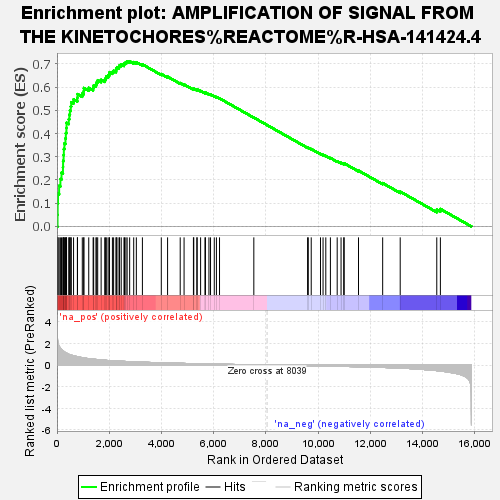 Enrichment plot: AMPLIFICATION OF SIGNAL FROM
THE KINETOCHORES%REACTOME%R-HSA-141424.4
Enrichment score (ES)
0.7
0.6
0.5
0.4
0.3
0.2
0.1
0.0
'na_pos' (positively correlated)
Ranked list metric (PreRanked)
4
2
0
-2
-4
-6
Zero cross at 8039
'na_neg' (negatively correlated)
0
2,000
4,000
6,000
8,000
10,000
12,000
14,000
16,000
Rank in Ordered Dataset
Enrichment profile
Hits
Ranking metric scores